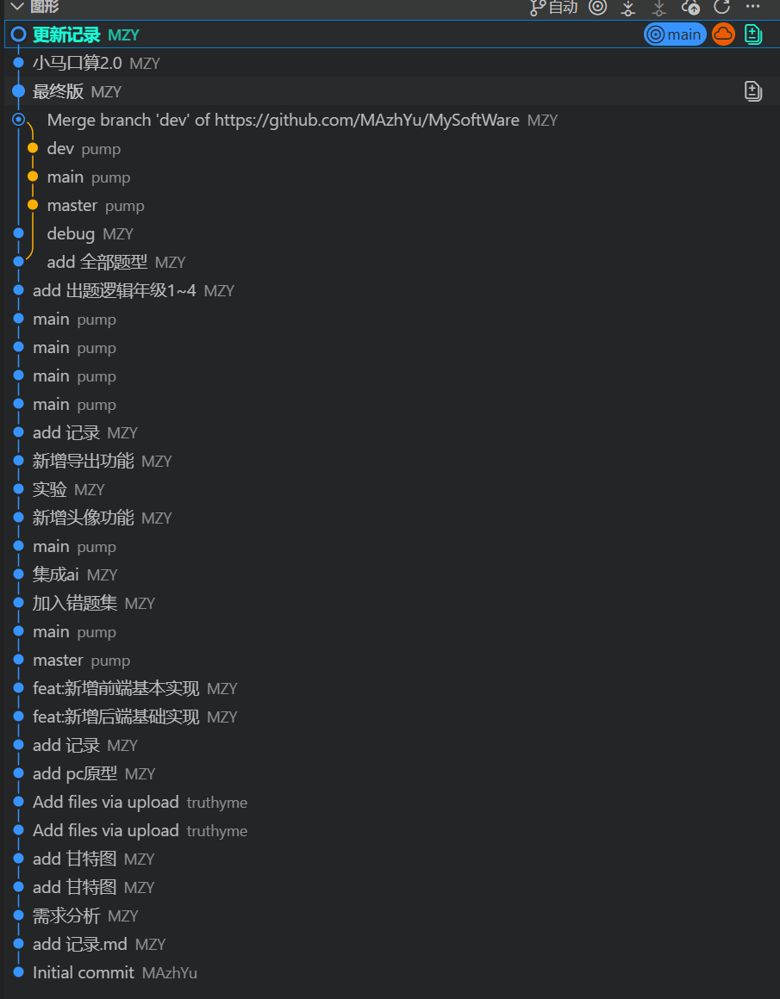 图形 自动
更新记录 MZY main
小马口算2.0 MZY
最终版 MZY
Merge branch 'dev' of https://github.com/MAzhYu/MySoftWare MZY
dev pump
main pump
master pump
debug MZY
add 全部题型 MZY
add 出题逻辑年级1~4 MZY
main pump
main pump
main pump
main pump
add 记录 MZY
新增导出功能 MZY
实验 MZY
新增头像功能 MZY
main pump
集成ai MZY
加入错题集 MZY
main pump
master pump
feat:新增前端基本实现 MZY
feat:新增后端基础实现 MZY
add 记录 MZY
add pc原型 MZY
Add files via upload truthyme
Add files via upload truthyme
add 甘特图 MZY
add 甘特图 MZY
需求分析 MZY
add 记录.md MZY
Initial commit MAzhYu